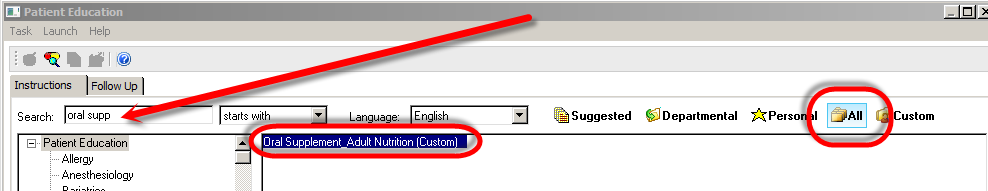 Patient Education
Task Launch Help
Instructions Follow Up
Search: oral supp starts with Language: English Suggested Departmental Personal All Custom
Patient Education Oral Supplement_Adult Nutrition (Custom)
Allergy
Anesthesiology
Bariatrics